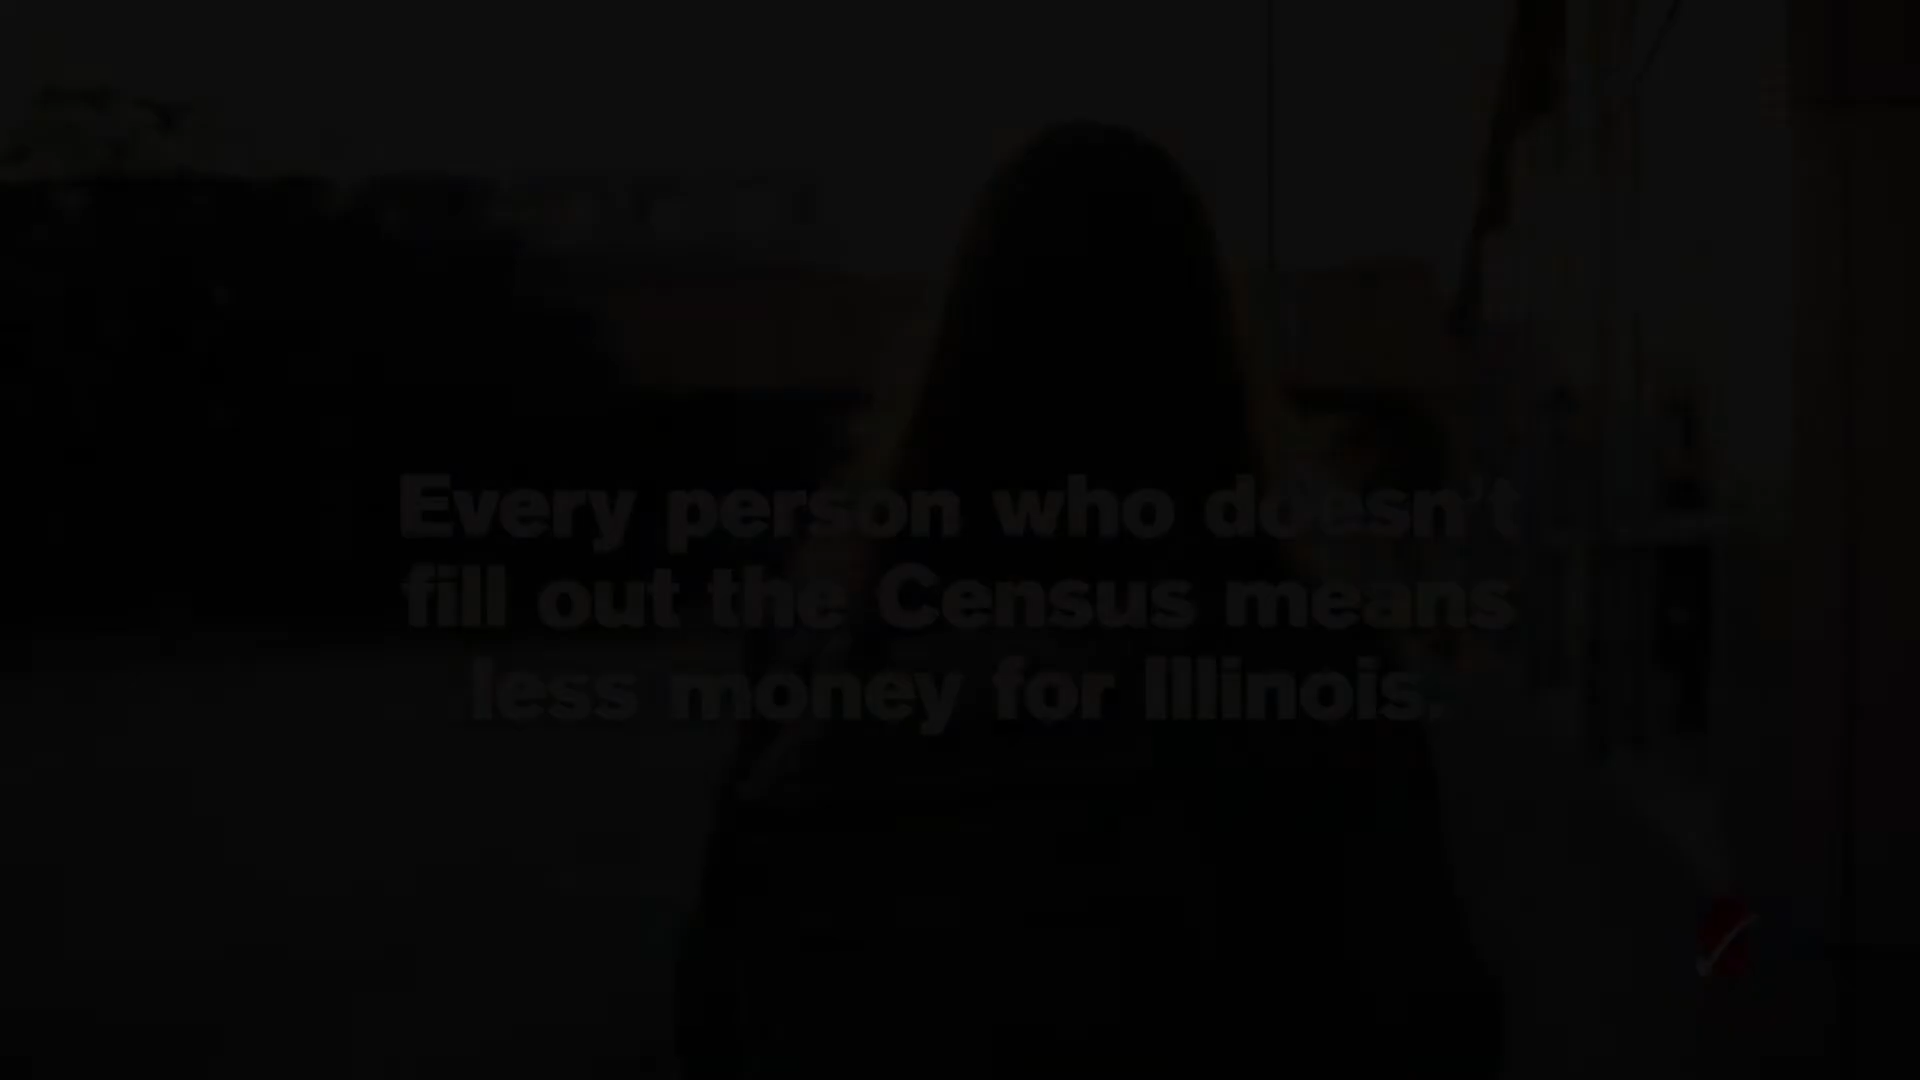 Every person who doesn't
fill out the Census means
less money for Illinois.